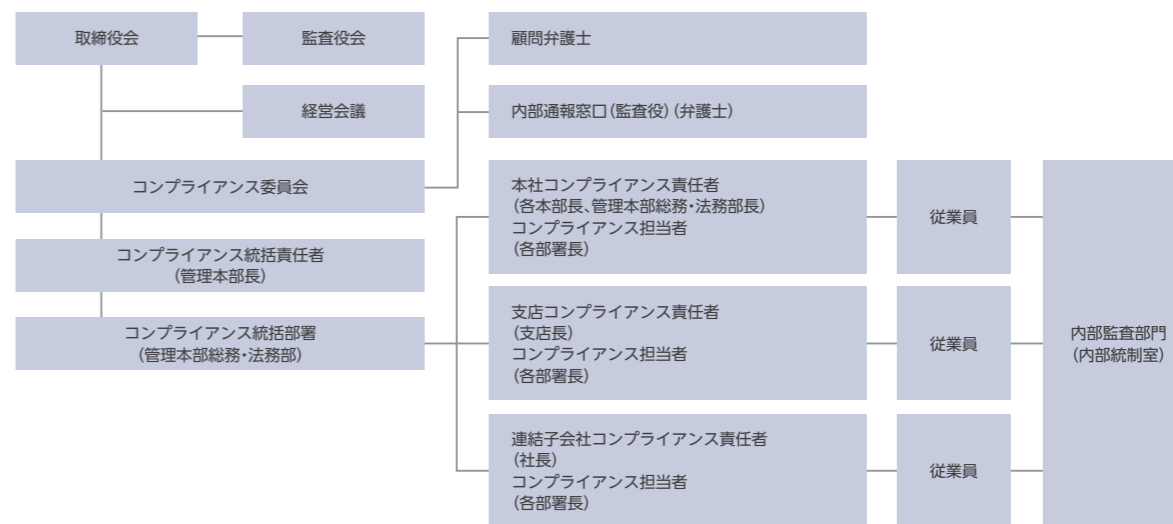 取締役会
監査役会
経営会議
コンプライアンス委員会
コンプライアンス統括責任者
(管理本部長)
コンプライアンス統括部署
(管理本部総務・法務部)
顧問弁護士
内部通報窓口(監査役)(弁護士)
本社コンプライアンス責任者
(各本部長、管理本部総務・法務部長)
コンプライアンス担当者
(各部署長)
従業員
支店コンプライアンス責任者
(支店長)
コンプライアンス担当者
(各部署長)
従業員
連結子会社コンプライアンス責任者
(社長)
コンプライアンス担当者
(各部署長)
従業員
内部監査部門
(内部統制室)